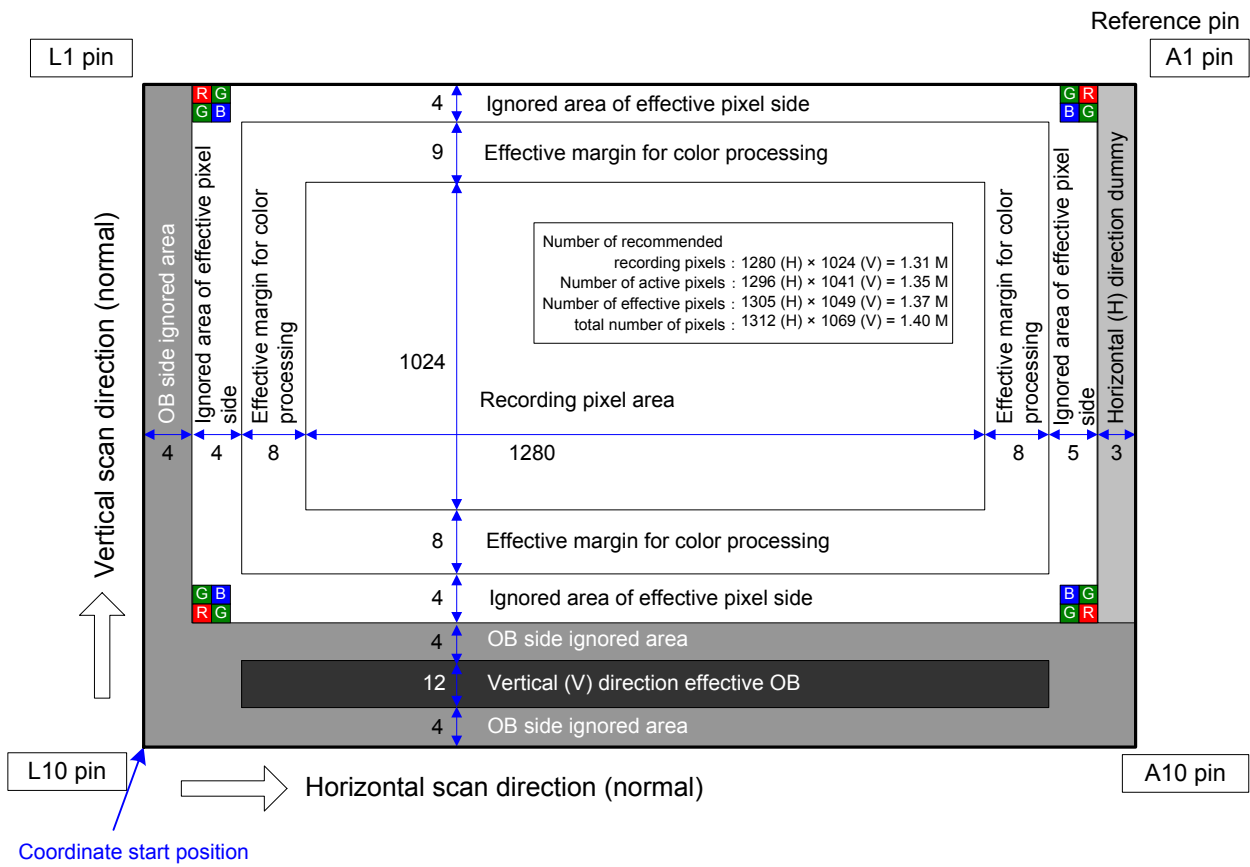 Reference pin
L1 pin
A1 pin
R G
G B
G R
B G
4
Ignored area of effective pixel side
9
Effective margin for color processing
Vertical scan direction (normal)
OB side ignored area
Ignored area of effective pixel
side
Effective margin for color
processing
Number of recommended
recording pixels : 1280 (H) × 1024 (V) = 1.31 M
Number of active pixels : 1296 (H) × 1041 (V) = 1.35 M
Number of effective pixels : 1305 (H) × 1049 (V) = 1.37 M
total number of pixels : 1312 (H) × 1069 (V) = 1.40 M
Effective margin for color
processing
Ignored area of effective pixel
side
Horizontal (H) direction dummy
1024
Recording pixel area
4
4
8
1280
8
5
3
8
Effective margin for color processing
4
Ignored area of effective pixel side
G B
R G
B G
G R
4
OB side ignored area
12
Vertical (V) direction effective OB
4
OB side ignored area
L10 pin
A10 pin
Horizontal scan direction (normal)
Coordinate start position